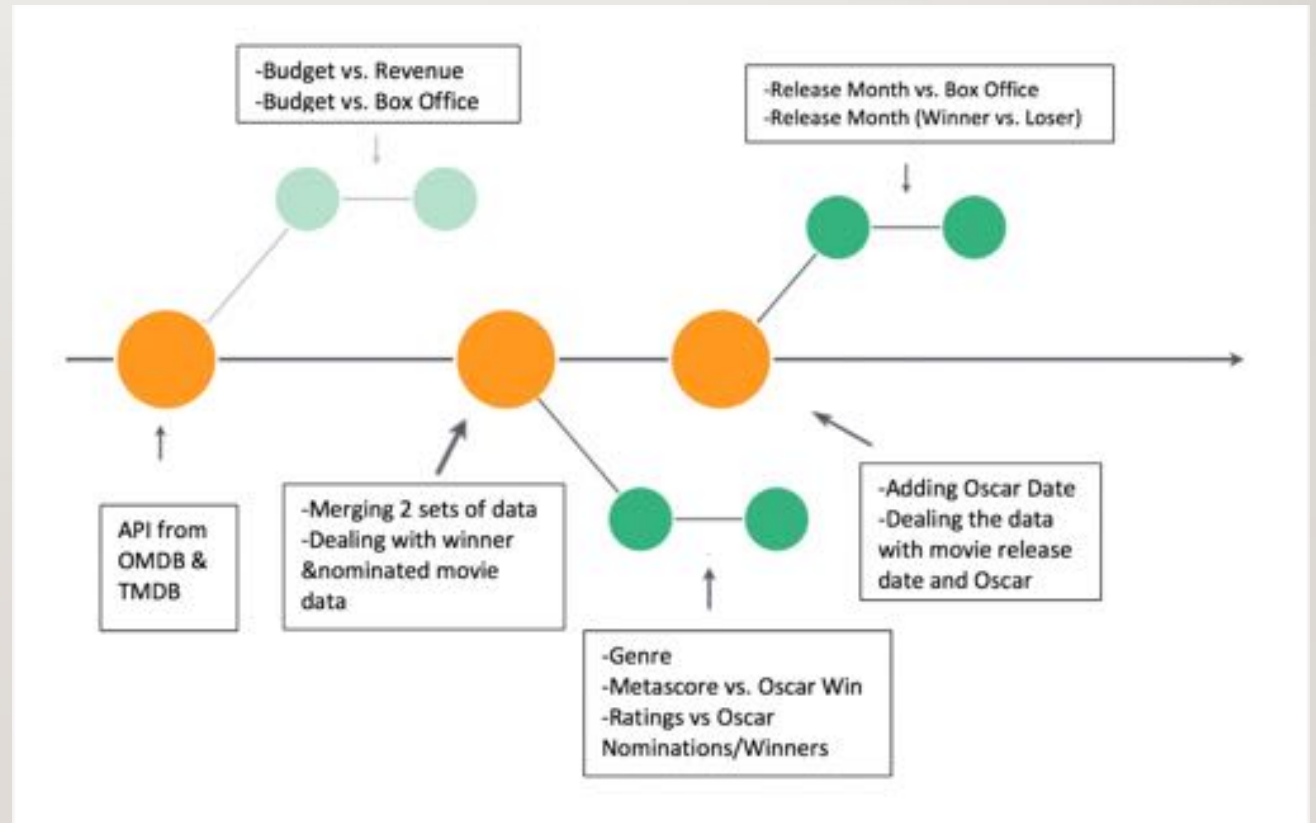 -Budget vs. Revenue
-Budget vs. Box Office
-Release Month vs. Box Office
-Release Month (Winner vs. Loser)
API from
OMDB &
TMDB
-Merging 2 sets of data
-Dealing with winner
&nominated movie
data
-Adding Oscar Date
-Dealing the data
with movie release
date and Oscar
-Genre
-Metascore vs. Oscar Win
-Ratings vs Oscar
Nominations/Winners